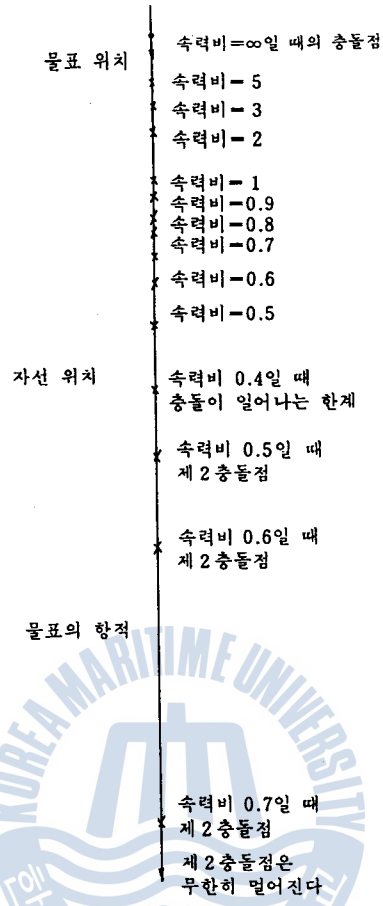 속력비=∞일 때의 충돌점
물표 위치
속력비=5
속력비=3
속력비=2
속력비=1
속력비=0.9
속력비=0.8
속력비=0.7
속력비=0.6
속력비=0.5
자선 위치
속력비 0.4일 때
충돌이 일어나는 한계
속력비 0.5일 때
제2충돌점
속력비 0.6일 때
제2충돌점
물표의 항적
KOREA MARITIME UNIVERSITY
속력비 0.7일 때
제2충돌점
제2충돌점은
무한히 멀어진다